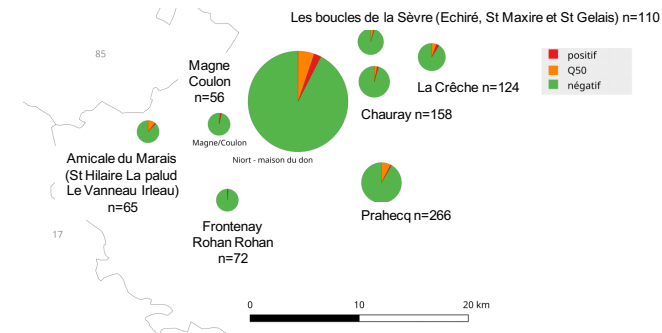 Les boucles de la Sèvre (Echiré, St Maxire et St Gelais) n=110
85
positif
Q50
négatif
Magne
Coulon
n=56
La Crêche n=124
Chauray n=158
Magne/Coulon
Niort - maison du don
Amicale du Marais
(St Hilaire La palud
Le Vanneau Irleau)
n=65
Prahecq n=266
Frontenay
Rohan Rohan
n=72
17
0 10 20 km